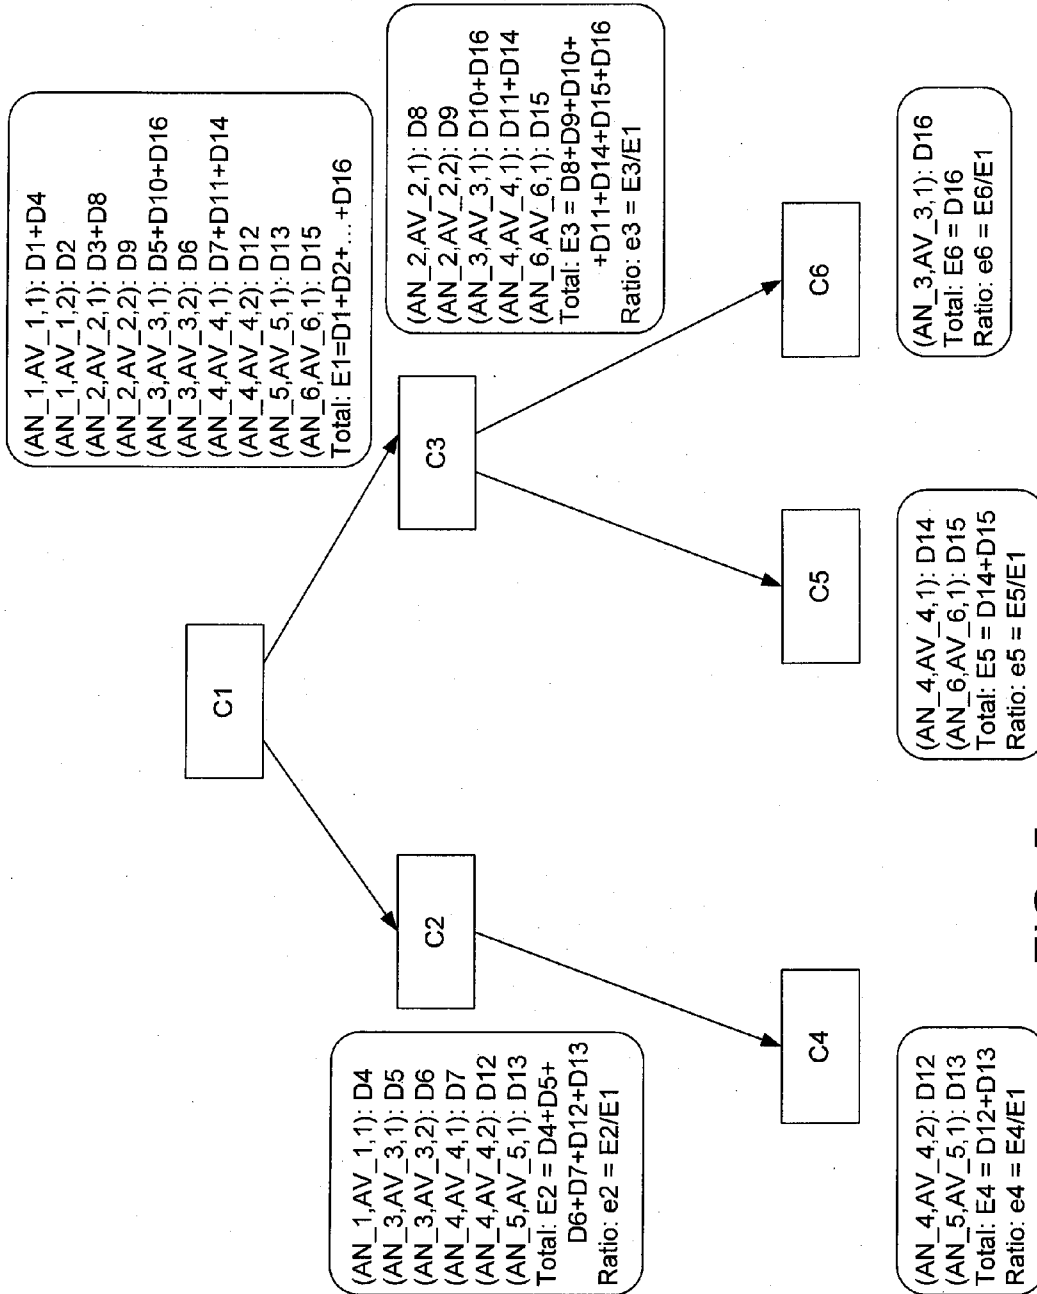 (AN_1,AV_1,1): D1+D4
(AN_1,AV_1,2): D2
(AN_2,AV_2,1): D3+D8
(AN_2,AV_2,2): D9
(AN_3,AV_3,1): D5+D10+D16
(AN_3,AV_3,2): D6
(AN_4,AV_4,1): D7+D11+D14
(AN_4,AV_4,2): D12
(AN_5,AV_5,1): D13
(AN_6,AV_6,1): D15
Total: E1=D1+D2+...+D16
C1
(AN_1,AV_1,1): D4
(AN_3,AV_3,1): D5
(AN_3,AV_3,2): D6
(AN_4,AV_4,1): D7
(AN_4,AV_4,2): D12
(AN_5,AV_5,1): D13
Total: E2 = D4+D5+
D6+D7+D12+D13
Ratio: e2 = E2/E1
C2
C3
(AN_2,AV_2,1): D8
(AN_2,AV_2,2): D9
(AN_3,AV_3,1): D10+D16
(AN_4,AV_4,1): D11+D14
(AN_6,AV_6,1): D15
Total: E3 = D8+D9+D10+
+D11+D14+D15+D16
Ratio: e3 = E3/E1
C4
C5
C6
(AN_4,AV_4,2): D12
(AN_5,AV_5,1): D13
Total: E4 = D12+D13
Ratio: e4 = E4/E1
(AN_4,AV_4,1): D14
(AN_6,AV_6,1): D15
Total: E5 = D14+D15
Ratio: e5 = E5/E1
(AN_3,AV_3,1): D16
Total: E6 = D16
Ratio: e6 = E6/E1